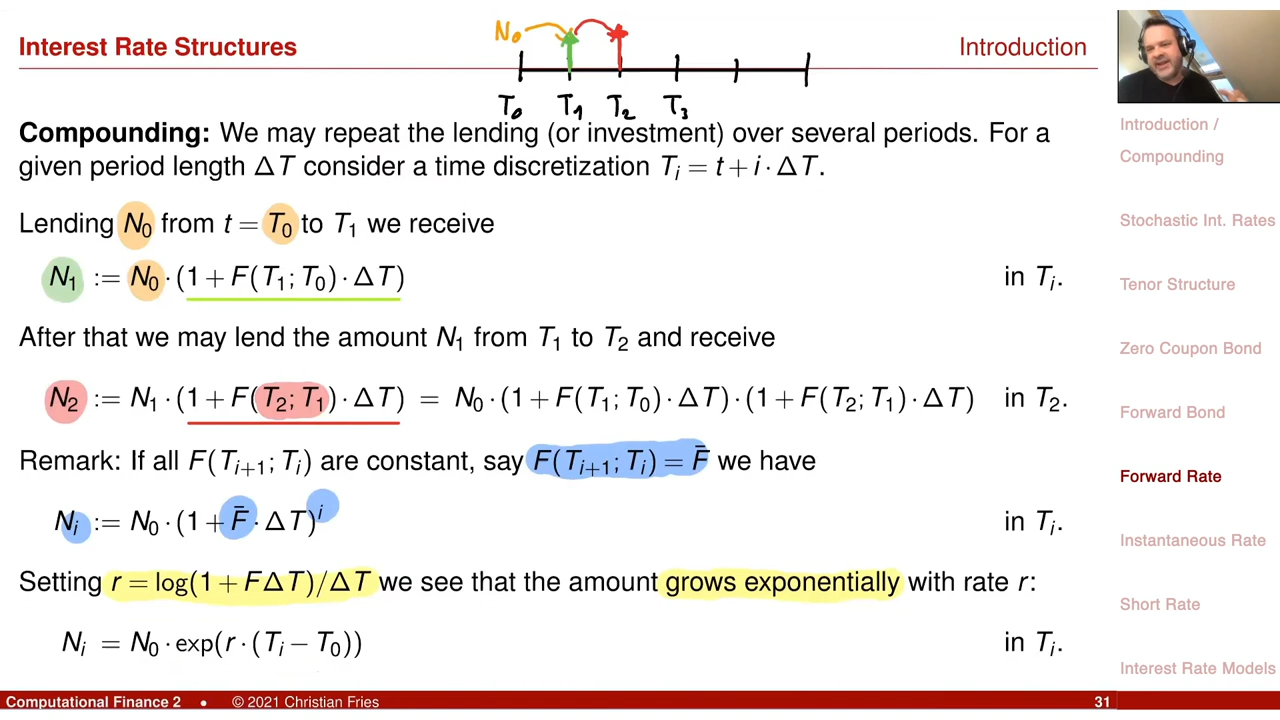 Interest Rate Structures
N₀
Introduction
T₀ T₁ T₂ T₃
Compounding: We may repeat the lending (or investment) over several periods. For a
given period length ΔT consider a time discretization Tᵢ = t + i · ΔT.
Lending N₀ from t = T₀ to T₁ we receive
N₁ := N₀ · (1 + F(T₁; T₀) · ΔT) in Tᵢ.
After that we may lend the amount N₁ from T₁ to T₂ and receive
N₂ := N₁ · (1 + F(T₂; T₁) · ΔT) = N₀ · (1 + F(T₁; T₀) · ΔT) · (1 + F(T₂; T₁) · ΔT) in T₂.
Remark: If all F(Tᵢ₊₁; Tᵢ) are constant, say F(Tᵢ₊₁; Tᵢ) = F̄ we have
Nᵢ := N₀ · (1 + F̄ · ΔT)ⁱ in Tᵢ.
Setting r = log(1 + FΔT)/ΔT we see that the amount grows exponentially with rate r:
Nᵢ = N₀ · exp(r · (Tᵢ − T₀)) in Tᵢ.
Introduction /
Compounding
Stochastic Int. Rates
Tenor Structure
Zero Coupon Bond
Forward Bond
Forward Rate
Instantaneous Rate
Short Rate
Interest Rate Models
Computational Finance 2 • © 2021 Christian Fries 31